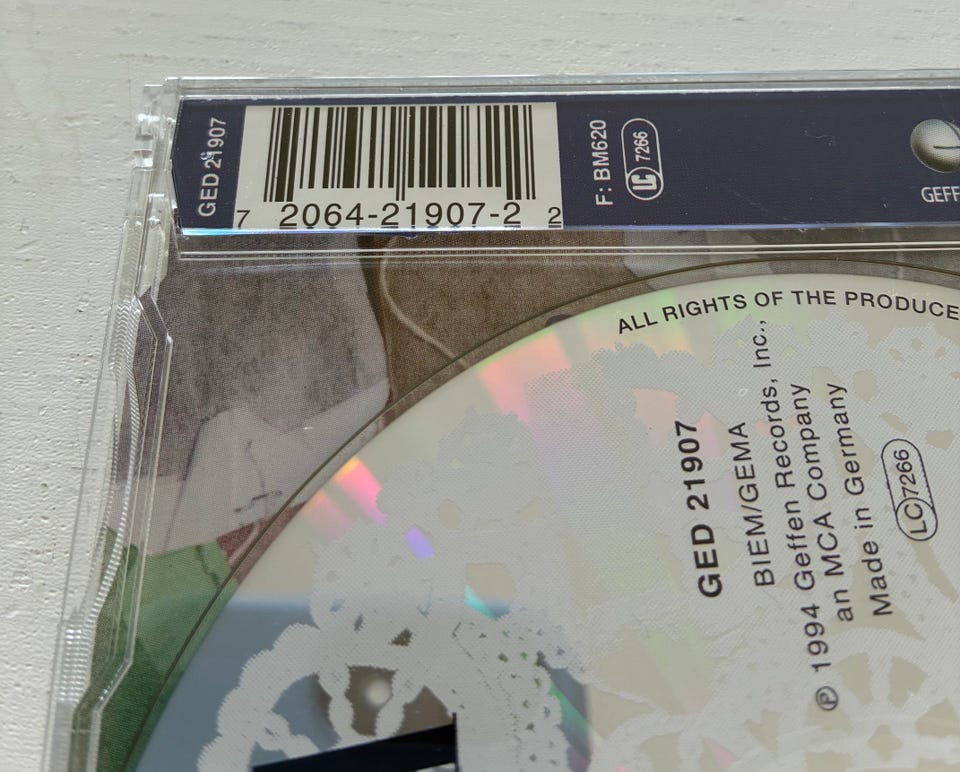 GED 21907
7 2064-21907-2 2
F: BM620
LC 7266
GEFF
ALL RIGHTS OF THE PRODUCE
GED 21907
BIEM/GEMA
℗ 1994 Geffen Records, Inc.,
an MCA Company
Made in Germany
LC 7266